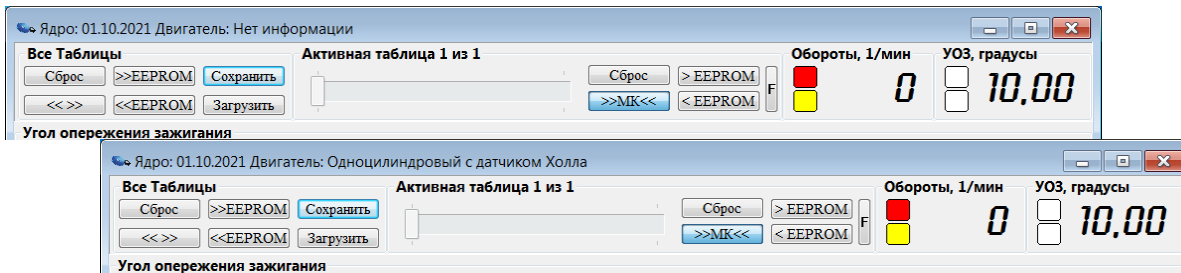 Ядро: 01.10.2021 Двигатель: Нет информации
Все Таблицы Активная таблица 1 из 1 Обороты, 1/мин УОЗ, градусы
Сброс >>EEPROM Сохранить Сброс > EEPROM F 0 10,00
<< >> <<EEPROM Загрузить >>МК<< < EEPROM
Угол опережения зажигания
Ядро: 01.10.2021 Двигатель: Одноцилиндровый с датчиком Холла
Все Таблицы Активная таблица 1 из 1 Обороты, 1/мин УОЗ, градусы
Сброс >>EEPROM Сохранить Сброс > EEPROM F 0 10,00
<< >> <<EEPROM Загрузить >>МК<< < EEPROM
Угол опережения зажигания